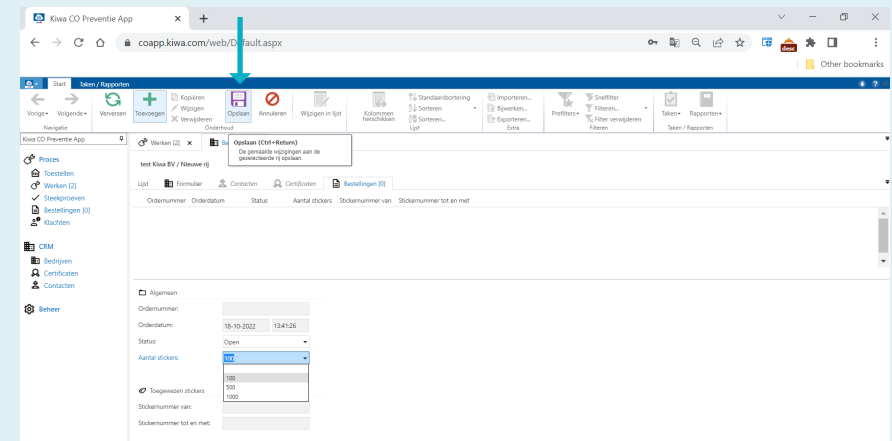 Kiwa CO Preventie App
coapp.kiwa.com/web/Default.aspx
desc
Other bookmarks
Start Taken / Rapporten
Vorige Volgende Verversen Toevoegen Kopiëren Wijzigen Verwijderen Opslaan Annuleren Wijzigen in lijst Kolommen herschikken Standaardsortering Sorteren Sorteren... Importeren... Bijwerken... Exporteren... Prefilters Snelfilter Filteren... Filter verwijderen Taken Rapporten
Navigatie Onderhoud Lijst Extra Filteren Taken / Rapporten
Kiwa CO Preventie App
Werken [2] Be
Opslaan (Ctrl+Return)
De gemaakte wijzigingen aan de
geselecteerde rij opslaan.
test Kiwa BV / Nieuwe rij
Proces
Toestellen
Werken [2]
Steekproeven
Bestellingen [0]
Klachten
CRM
Bedrijven
Certificaten
Contacten
Beheer
Lijst Formulier Contacten Certificaten Bestellingen [0]
Ordernummer Orderdatum Status Aantal stickers Stickernummer van Stickernummer tot en met
Algemeen
Ordernummer:
Orderdatum: 18-10-2022 13:41:26
Status: Open
Aantal stickers: 100
100
500
1000
Toegewezen stickers
Stickernummer van:
Stickernummer tot en met: